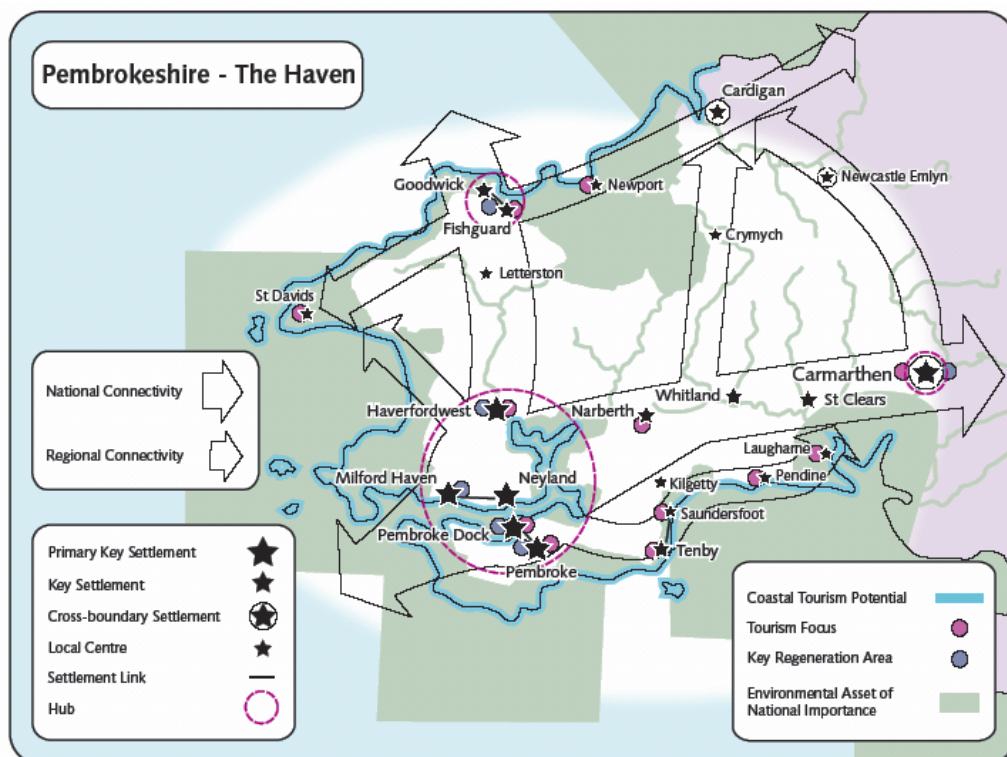 Pembrokeshire - The Haven
Cardigan
Goodwick
Newport
Newcastle Emlyn
Fishguard
Crymych
Letterston
St Davids
National Connectivity
Regional Connectivity
Carmarthen
Haverfordwest
Narberth
Whitland
St Clears
Laugharne
Milford Haven
Neyland
Kilgetty
Pendine
Saundersfoot
Pembroke Dock
Tenby
Pembroke
Primary Key Settlement
Key Settlement
Cross-boundary Settlement
Local Centre
Settlement Link
Hub
Coastal Tourism Potential
Tourism Focus
Key Regeneration Area
Environmental Asset of
National Importance